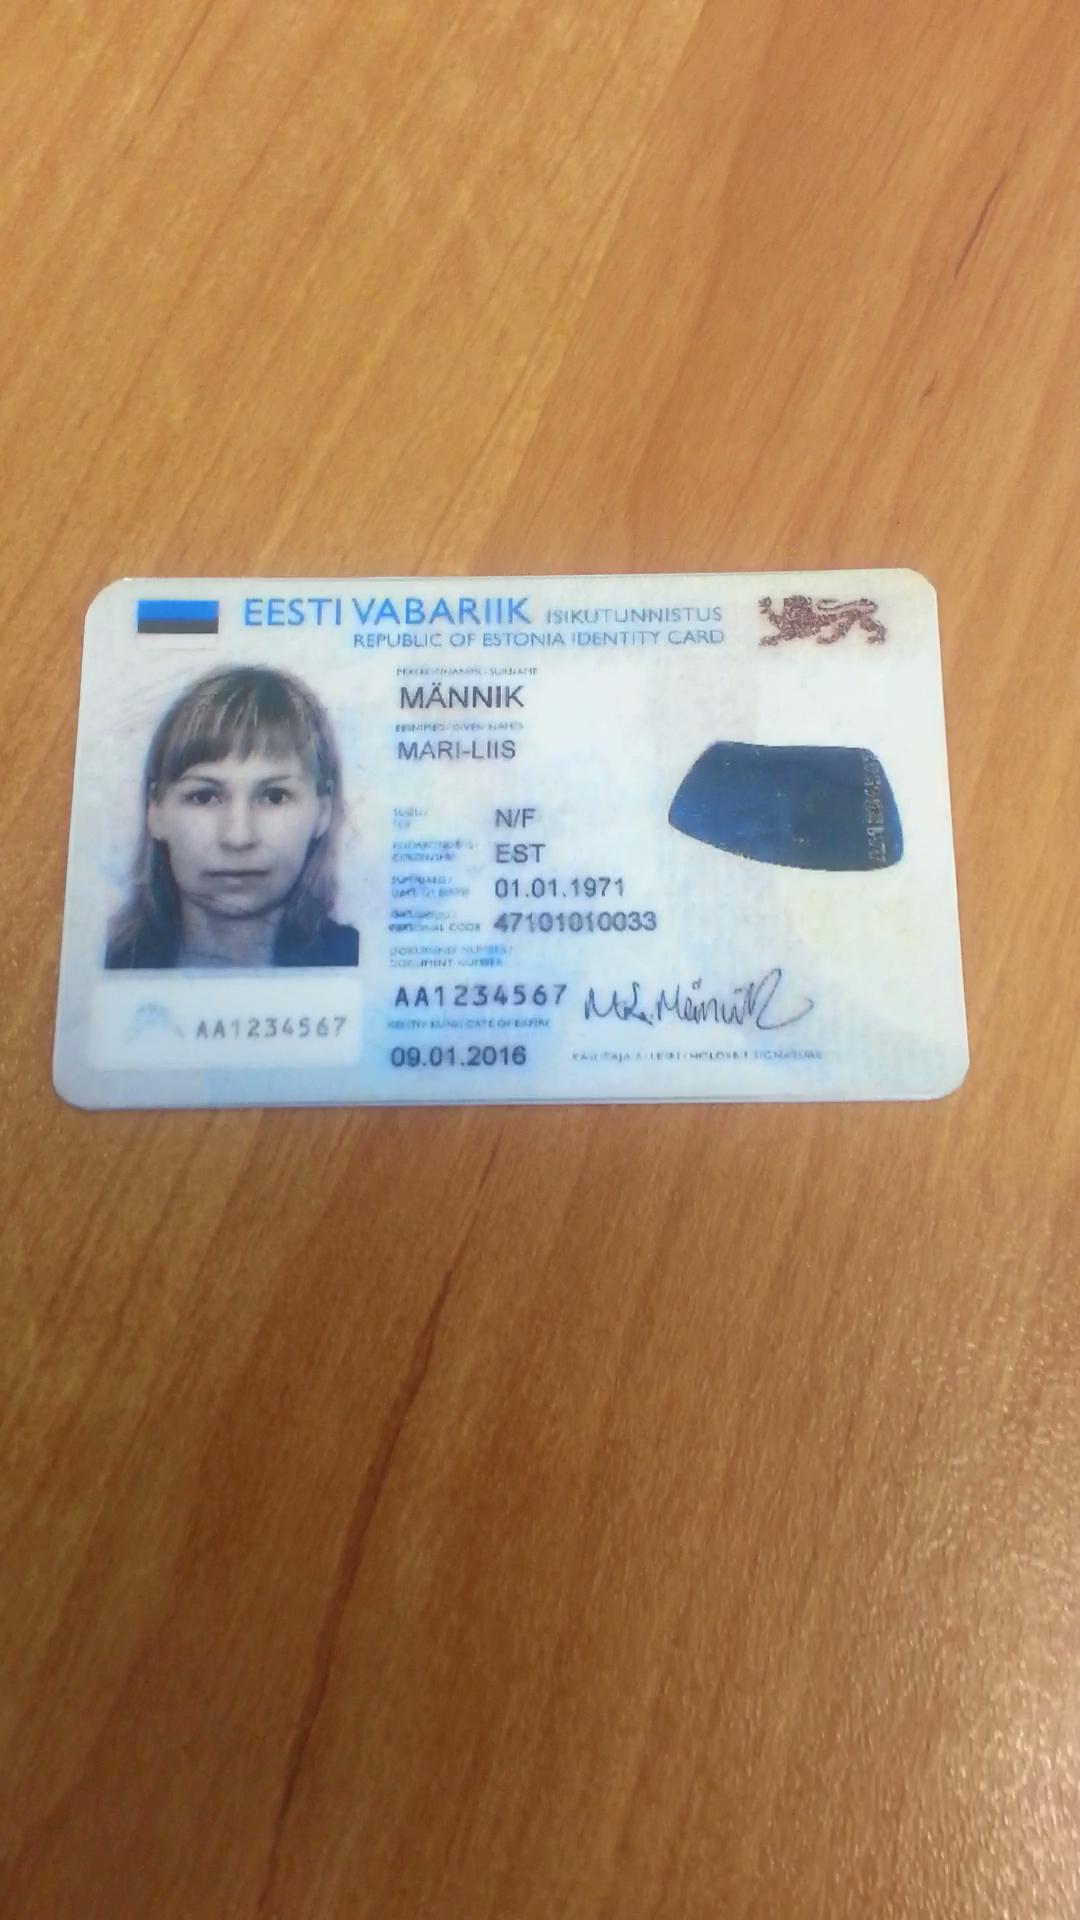 EESTI VABARIIK ISIKUTUNNISTUS
REPUBLIC OF ESTONIA IDENTITY CARD
PEREKONNANIMI / SURNAME
MÄNNIK
EESNIMED / GIVEN NAMES
MARI-LIIS
SUGU /
SEX
N/F
KODAKONDSUS /
CITIZENSHIP
EST
SÜNNIAEG /
DATE OF BIRTH
01.01.1971
ISIKUKOOD /
PERSONAL CODE
47101010033
DOKUMENDI NUMBER /
DOCUMENT NUMBER
AA1234567
KEHTIV KUNI / DATE OF EXPIRY
09.01.2016
KASUTAJA ALLKIRI / HOLDER'S SIGNATURE
AA1234567